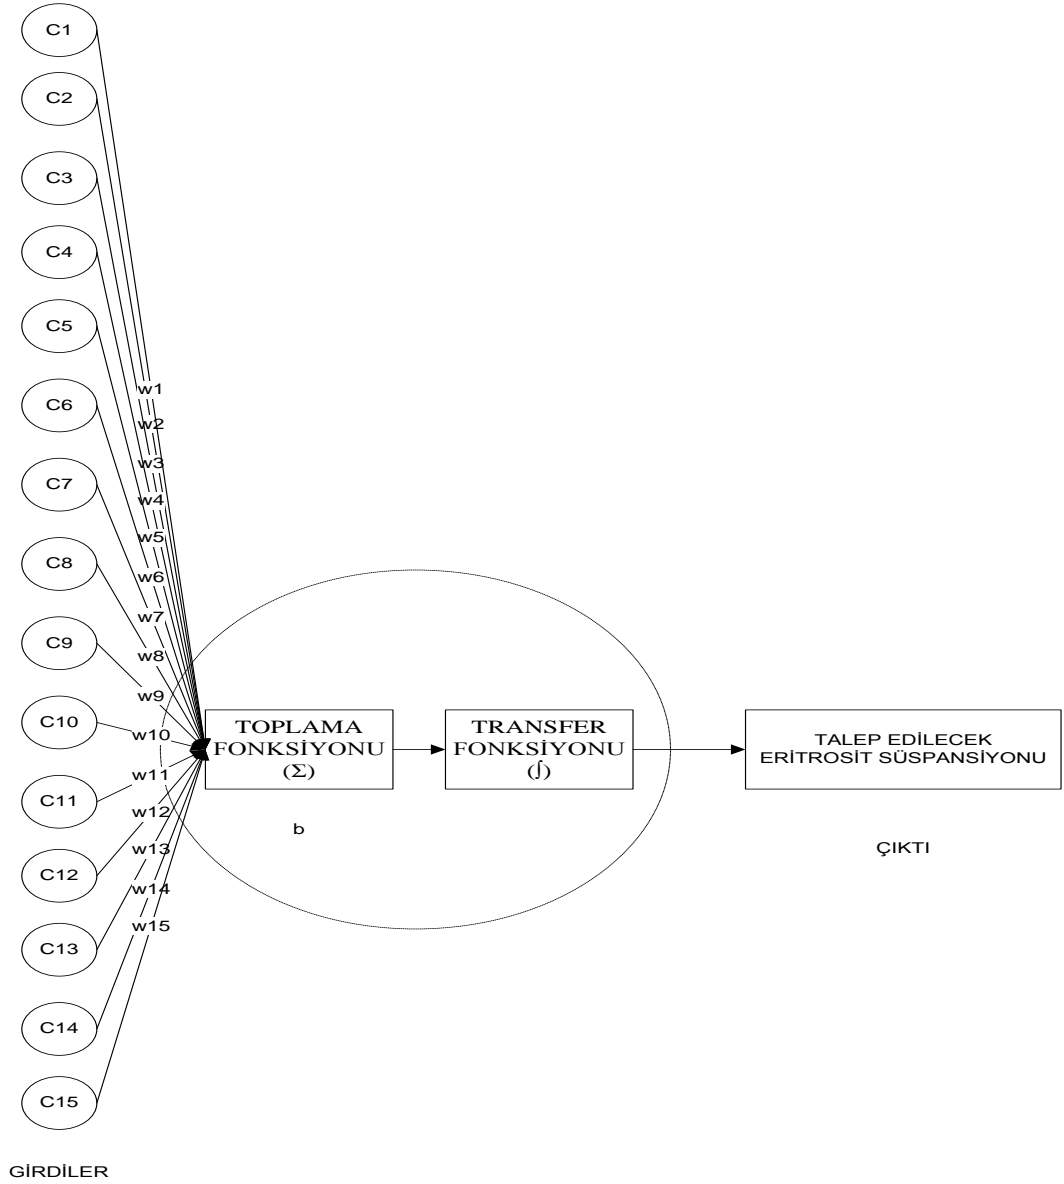 C1
C2
C3
C4
C5
C6
C7
C8
C9
C10
C11
C12
C13
C14
C15
w1
w2
w3
w4
w5
w6
w7
w8
w9
w10
w11
w12
w13
w14
w15
TOPLAMA
FONKSİYONU
(Σ)
b
TRANSFER
FONKSİYONU
(∫)
TALEP EDİLECEK
ERİTROSİT SÜSPANSİYONU
ÇIKTI
GİRDİLER